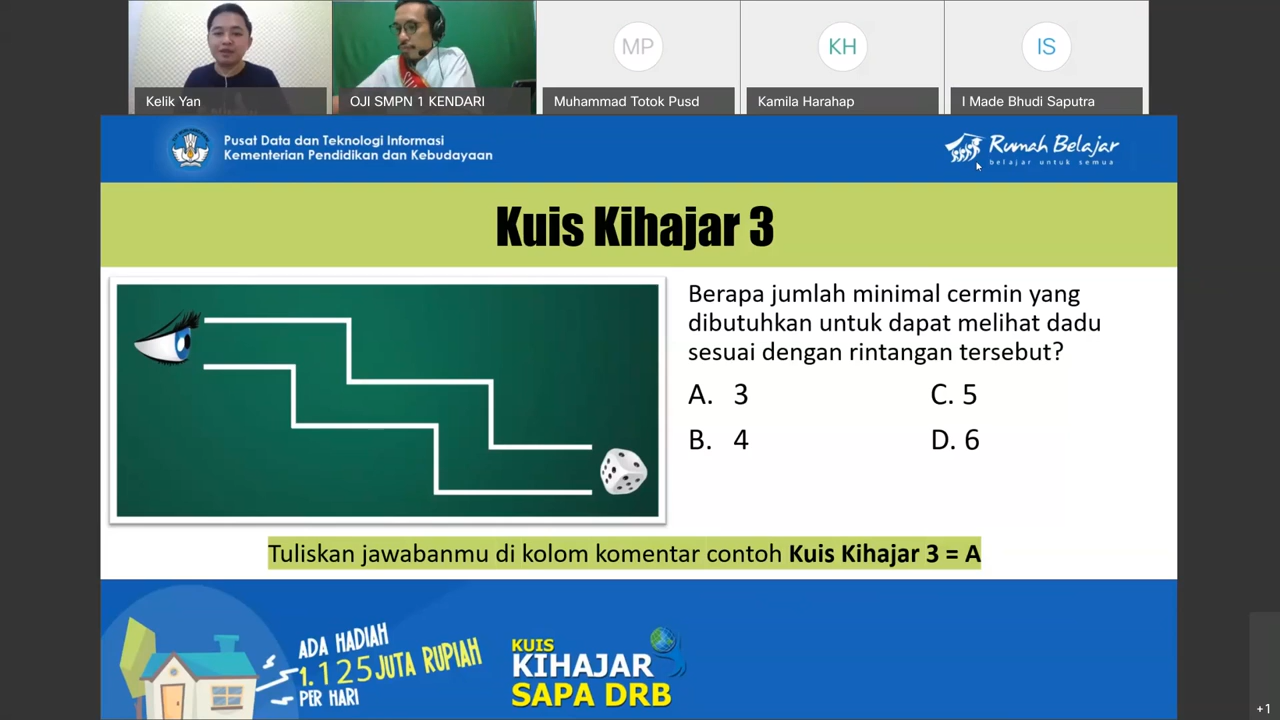 MP
KH
IS
Kelik Yan
OJI SMPN 1 KENDARI
Muhammad Totok Pusd
Kamila Harahap
I Made Bhudi Saputra
Pusat Data dan Teknologi Informasi
Kementerian Pendidikan dan Kebudayaan
Rumah Belajar
belajar untuk semua
Kuis Kihajar 3
Berapa jumlah minimal cermin yang
dibutuhkan untuk dapat melihat dadu
sesuai dengan rintangan tersebut?
A. 3
C. 5
B. 4
D. 6
Tuliskan jawabanmu di kolom komentar contoh Kuis Kihajar 3 = A
ADA HADIAH
1.125 JUTA RUPIAH
PER HARI
KUIS
KIHAJAR
SAPA DRB
+1